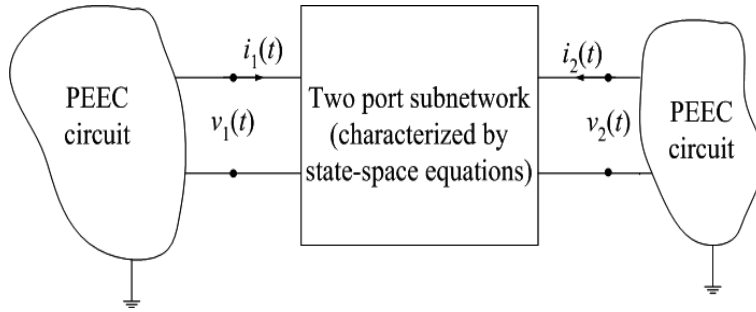 PEEC
circuit
i₁(t)
v₁(t)
Two port subnetwork
(characterized by
state-space equations)
i₂(t)
v₂(t)
PEEC
circuit